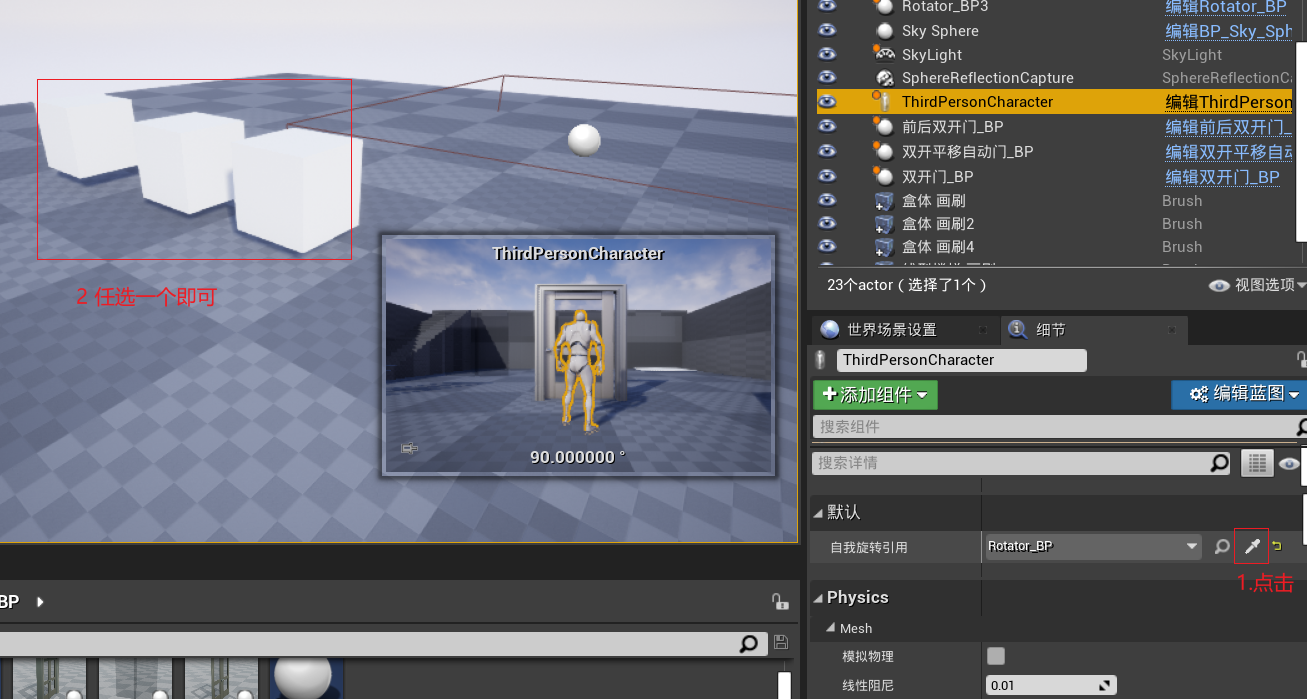 Rotator_BP3 编辑Rotator_BP
Sky Sphere 编辑BP_Sky_Sph
SkyLight SkyLight
SphereReflectionCapture SphereReflectionC
ThirdPersonCharacter 编辑ThirdPerson
前后双开门_BP 编辑前后双开门_
双开平移自动门_BP 编辑双开平移自动
双开门_BP 编辑双开门_BP
盒体 画刷 Brush
盒体 画刷2 Brush
盒体 画刷4 Brush
23个actor（选择了1个） 视图选项
2 任选一个即可
ThirdPersonCharacter
90.000000 °
世界场景设置 细节
ThirdPersonCharacter
添加组件 编辑蓝图
搜索组件
搜索详情
默认
自我旋转引用 Rotator_BP
1.点击
Physics
Mesh
模拟物理
线性阻尼 0.01
BP